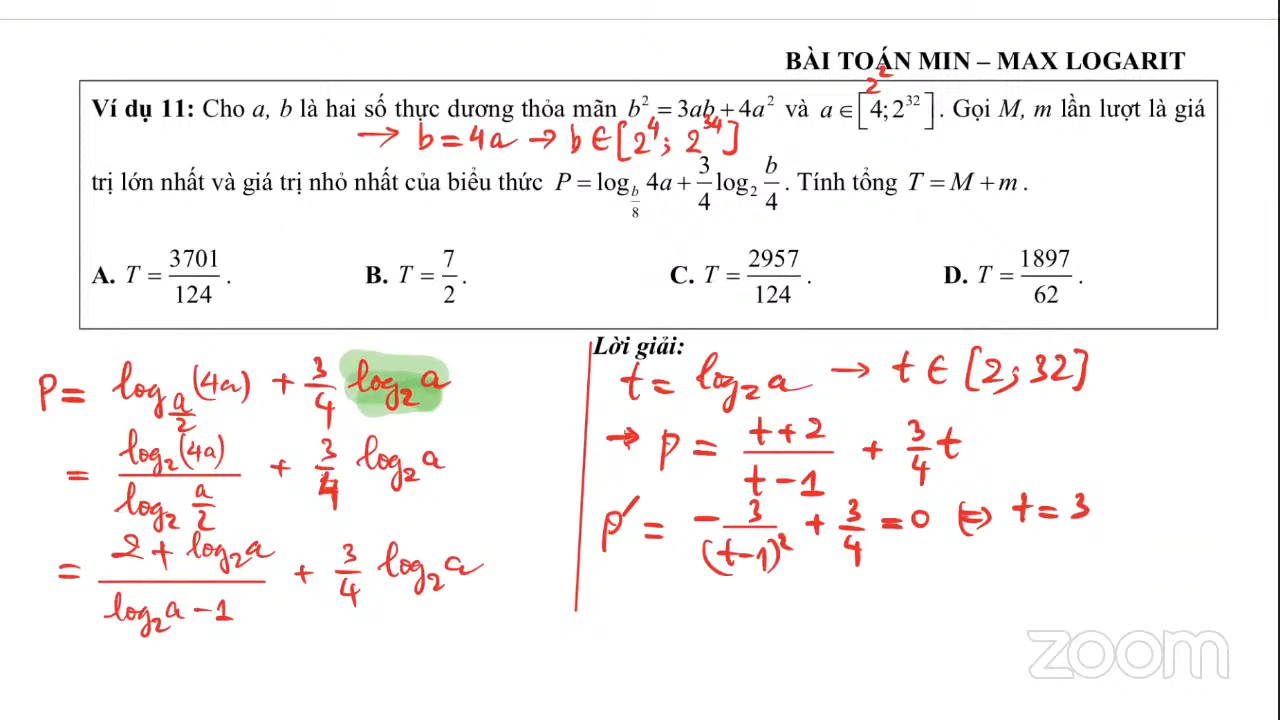 BÀI TOÁN MIN – MAX LOGARIT
2²
Ví dụ 11: Cho a, b là hai số thực dương thỏa mãn b² = 3ab + 4a² và a ∈ [4; 2³²]. Gọi M, m lần lượt là giá
→ b = 4a → b ∈ [2⁴; 2³⁴]
trị lớn nhất và giá trị nhỏ nhất của biểu thức P = log_{b/8} 4a + 3/4 log₂ b/4. Tính tổng T = M + m.
A. T = 3701/124. B. T = 7/2. C. T = 2957/124. D. T = 1897/62.
Lời giải:
P = log_{a/2} (4a) + 3/4 log₂ a
= log₂(4a) / log₂ a/2 + 3/4 log₂ a
= (2 + log₂ a) / (log₂ a − 1) + 3/4 log₂ a
t = log₂ a → t ∈ [2; 32]
→ P = (t+2)/(t−1) + 3/4 t
P′ = − 3/(t−1)² + 3/4 = 0 ⇔ t = 3
zoom